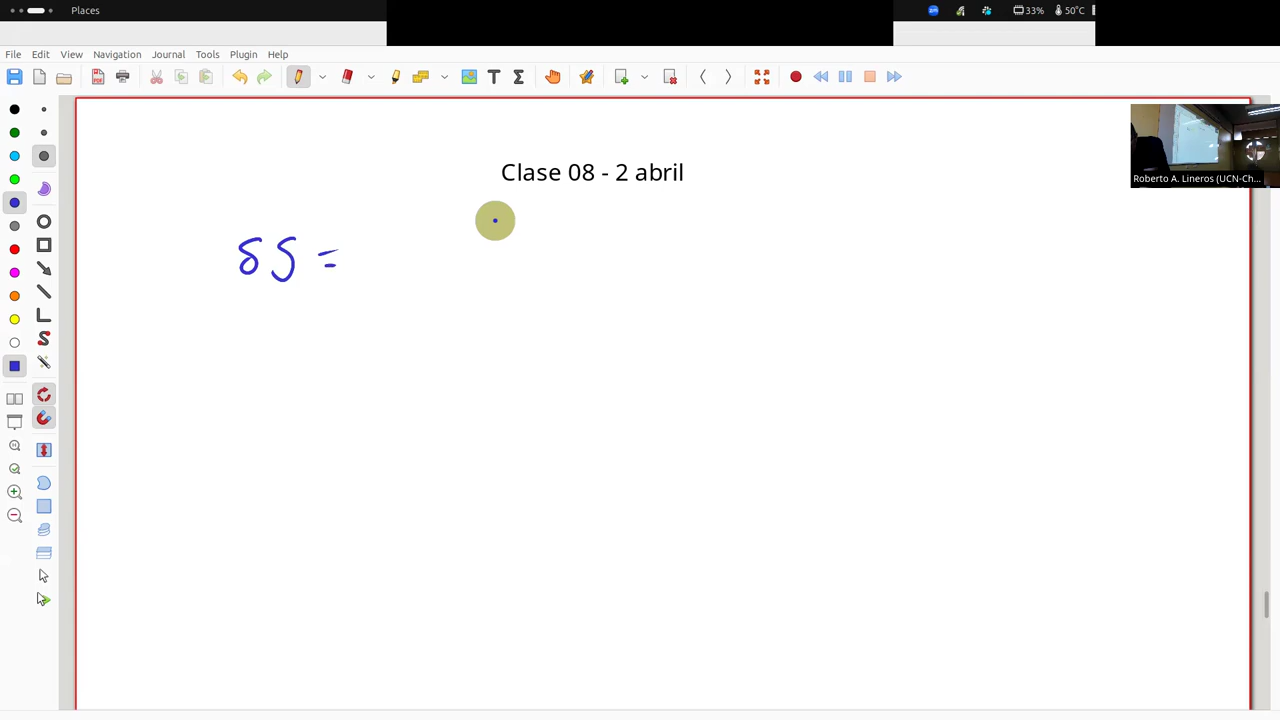 Places
33%
50°C
File Edit View Navigation Journal Tools Plugin Help
Clase 08 - 2 abril
Roberto A. Lineros (UCN-Ch...
δS =